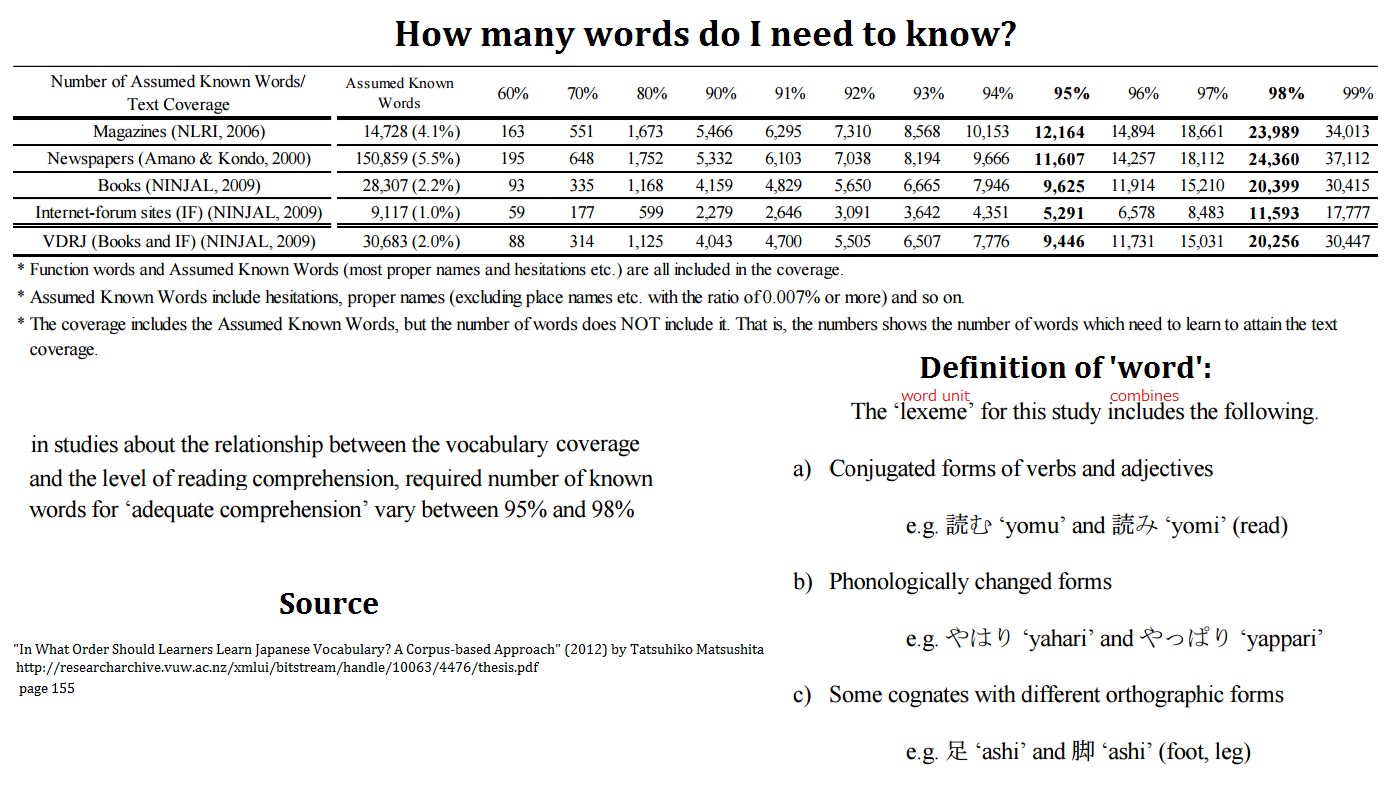 How many words do I need to know?
Number of Assumed Known Words/ Text Coverage Assumed Known Words 60% 70% 80% 90% 91% 92% 93% 94% 95% 96% 97% 98% 99%
Magazines (NLRI, 2006) 14,728 (4.1%) 163 551 1,673 5,466 6,295 7,310 8,568 10,153 12,164 14,894 18,661 23,989 34,013
Newspapers (Amano & Kondo, 2000) 150,859 (5.5%) 195 648 1,752 5,332 6,103 7,038 8,194 9,666 11,607 14,257 18,112 24,360 37,112
Books (NINJAL, 2009) 28,307 (2.2%) 93 335 1,168 4,159 4,829 5,650 6,665 7,946 9,625 11,914 15,210 20,399 30,415
Internet-forum sites (IF) (NINJAL, 2009) 9,117 (1.0%) 59 177 599 2,279 2,646 3,091 3,642 4,351 5,291 6,578 8,483 11,593 17,777
VDRJ (Books and IF) (NINJAL, 2009) 30,683 (2.0%) 88 314 1,125 4,043 4,700 5,505 6,507 7,776 9,446 11,731 15,031 20,256 30,447
* Function words and Assumed Known Words (most proper names and hesitations etc.) are all included in the coverage.
* Assumed Known Words include hesitations, proper names (excluding place names etc. with the ratio of 0.007% or more) and so on.
* The coverage includes the Assumed Known Words, but the number of words does NOT include it. That is, the numbers shows the number of words which need to learn to attain the text
coverage.
in studies about the relationship between the vocabulary coverage
and the level of reading comprehension, required number of known
words for ‘adequate comprehension’ vary between 95% and 98%
Source
"In What Order Should Learners Learn Japanese Vocabulary? A Corpus-based Approach" (2012) by Tatsuhiko Matsushita
http://researcharchive.vuw.ac.nz/xmlui/bitstream/handle/10063/4476/thesis.pdf
page 155
Definition of 'word':
word unit combines
The ‘lexeme’ for this study includes the following.
a) Conjugated forms of verbs and adjectives
e.g. 読む ‘yomu’ and 読み ‘yomi’ (read)
b) Phonologically changed forms
e.g. やはり ‘yahari’ and やっぱり ‘yappari’
c) Some cognates with different orthographic forms
e.g. 足 ‘ashi’ and 脚 ‘ashi’ (foot, leg)